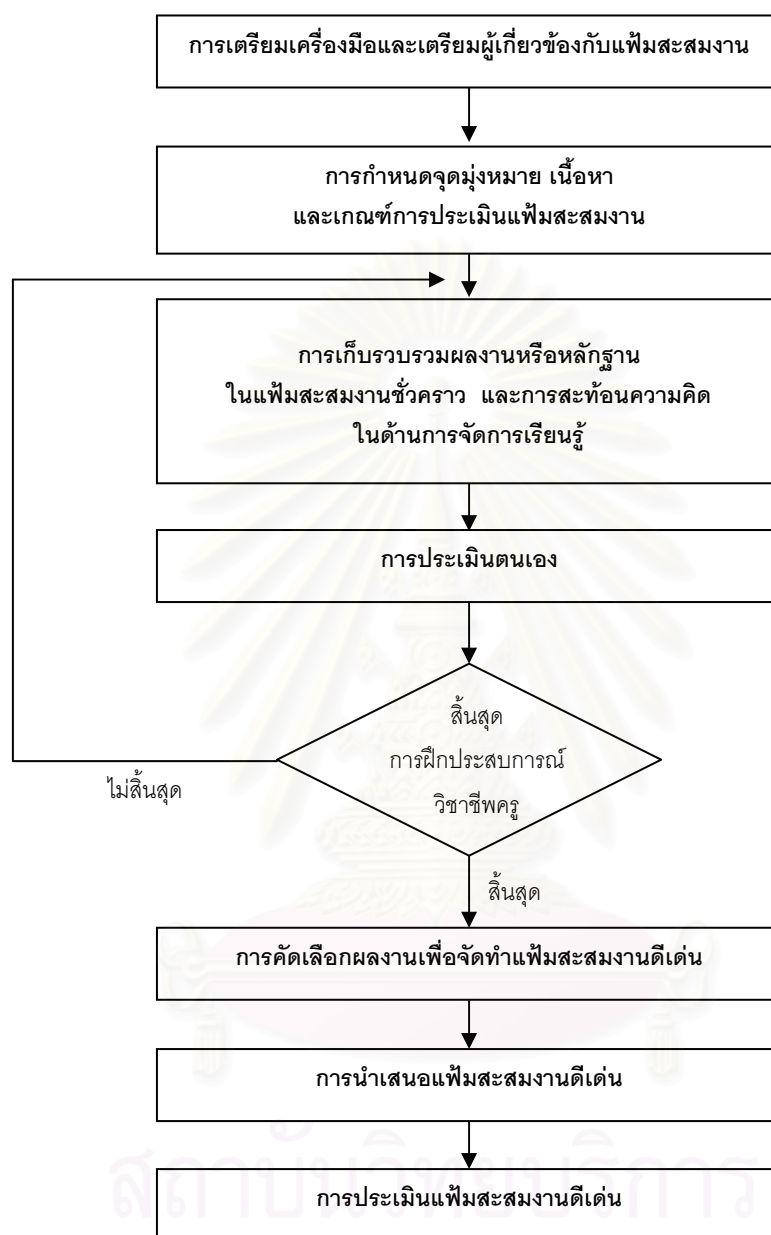 การเตรียมเครื่องมือและเตรียมผู้เกี่ยวข้องกับแฟ้มสะสมงาน
การกำหนดจุดมุ่งหมาย เนื้อหา
และเกณฑ์การประเมินแฟ้มสะสมงาน
การเก็บรวบรวมผลงานหรือหลักฐาน
ในแฟ้มสะสมงานชั่วคราว และการสะท้อนความคิด
ในด้านการจัดการเรียนรู้
การประเมินตนเอง
สิ้นสุด
การฝึกประสบการณ์
วิชาชีพครู
ไม่สิ้นสุด
สิ้นสุด
การคัดเลือกผลงานเพื่อจัดทำแฟ้มสะสมงานดีเด่น
การนำเสนอแฟ้มสะสมงานดีเด่น
สถาบันวิทยบริการ
การประเมินแฟ้มสะสมงานดีเด่น